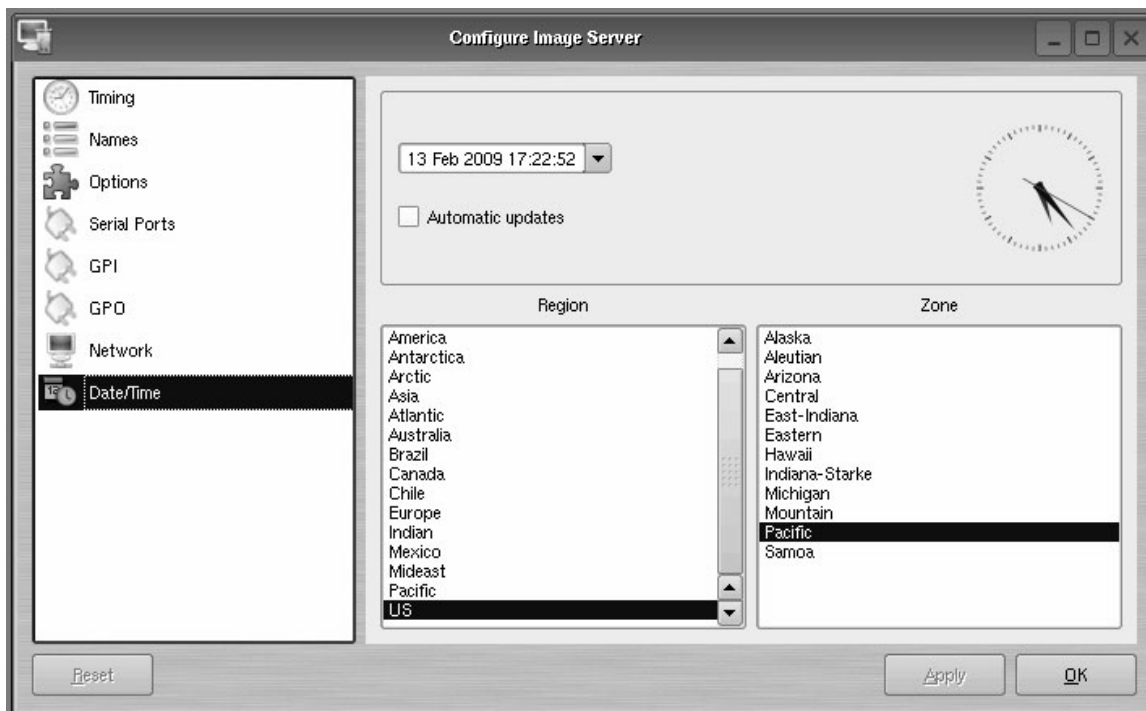 Configure Image Server
Timing
Names
Options
Serial Ports
GPI
GPO
Network
Date/Time
13 Feb 2009 17:22:52
Automatic updates
Region
America
Antarctica
Arctic
Asia
Atlantic
Australia
Brazil
Canada
Chile
Europe
Indian
Mexico
Mideast
Pacific
US
Zone
Alaska
Aleutian
Arizona
Central
East-Indiana
Eastern
Hawaii
Indiana-Starke
Michigan
Mountain
Pacific
Samoa
Reset
Apply
OK